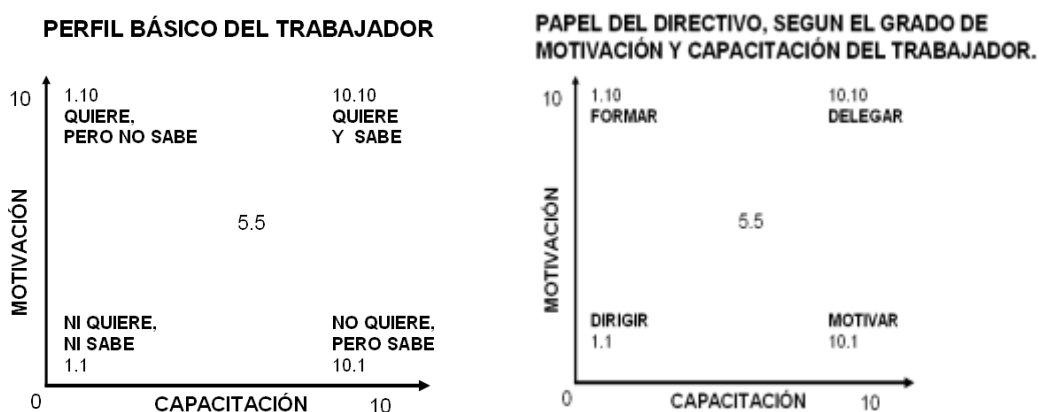 PERFIL BÁSICO DEL TRABAJADOR
10
1.10
QUIERE,
PERO NO SABE
10.10
QUIERE
Y SABE
MOTIVACIÓN
5.5
NI QUIERE,
NI SABE
1.1
NO QUIERE,
PERO SABE
10.1
0
CAPACITACIÓN
10
PAPEL DEL DIRECTIVO, SEGUN EL GRADO DE
MOTIVACIÓN Y CAPACITACIÓN DEL TRABAJADOR.
10
1.10
FORMAR
10.10
DELEGAR
MOTIVACIÓN
5.5
DIRIGIR
1.1
MOTIVAR
10.1
0
CAPACITACIÓN
10